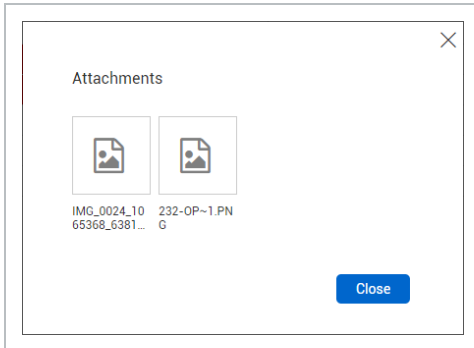 Attachments
IMG_0024_10
65368_6381...
232-OP~1.PN
G
Close